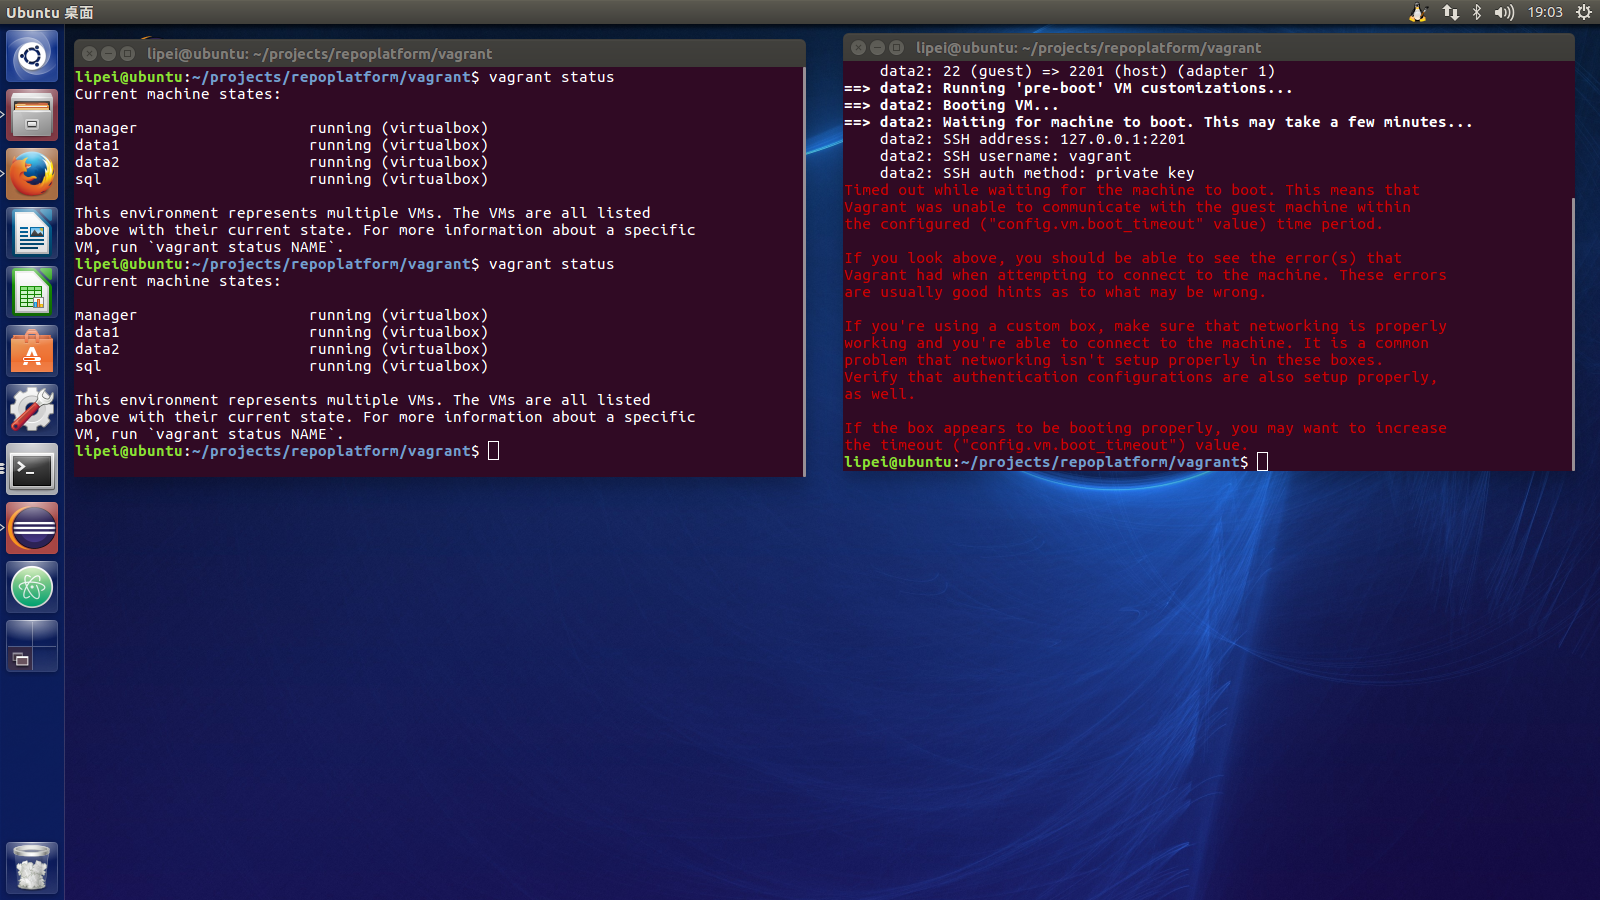 Ubuntu 桌面
19:03
lipei@ubuntu: ~/projects/repoplatform/vagrant
lipei@ubuntu:~/projects/repoplatform/vagrant$ vagrant status
Current machine states:
manager running (virtualbox)
data1 running (virtualbox)
data2 running (virtualbox)
sql running (virtualbox)
This environment represents multiple VMs. The VMs are all listed
above with their current state. For more information about a specific
VM, run `vagrant status NAME`.
lipei@ubuntu:~/projects/repoplatform/vagrant$ vagrant status
Current machine states:
manager running (virtualbox)
data1 running (virtualbox)
data2 running (virtualbox)
sql running (virtualbox)
This environment represents multiple VMs. The VMs are all listed
above with their current state. For more information about a specific
VM, run `vagrant status NAME`.
lipei@ubuntu:~/projects/repoplatform/vagrant$
lipei@ubuntu: ~/projects/repoplatform/vagrant
data2: 22 (guest) => 2201 (host) (adapter 1)
==> data2: Running 'pre-boot' VM customizations...
==> data2: Booting VM...
==> data2: Waiting for machine to boot. This may take a few minutes...
data2: SSH address: 127.0.0.1:2201
data2: SSH username: vagrant
data2: SSH auth method: private key
Timed out while waiting for the machine to boot. This means that
Vagrant was unable to communicate with the guest machine within
the configured ("config.vm.boot_timeout" value) time period.
If you look above, you should be able to see the error(s) that
Vagrant had when attempting to connect to the machine. These errors
are usually good hints as to what may be wrong.
If you're using a custom box, make sure that networking is properly
working and you're able to connect to the machine. It is a common
problem that networking isn't setup properly in these boxes.
Verify that authentication configurations are also setup properly,
as well.
If the box appears to be booting properly, you may want to increase
the timeout ("config.vm.boot_timeout") value.
lipei@ubuntu:~/projects/repoplatform/vagrant$